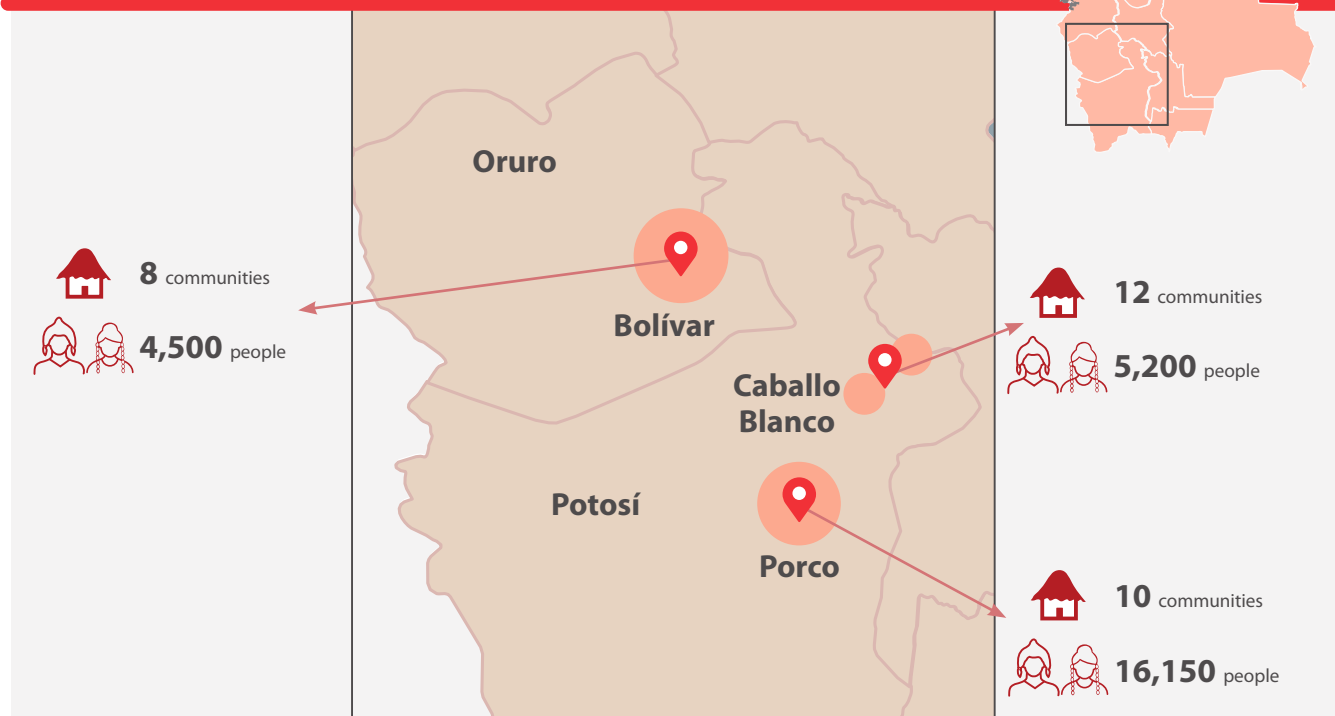 Oruro
8 communities
4,500 people
Bolívar
12 communities
5,200 people
Caballo
Blanco
Potosí
Porco
10 communities
16,150 people